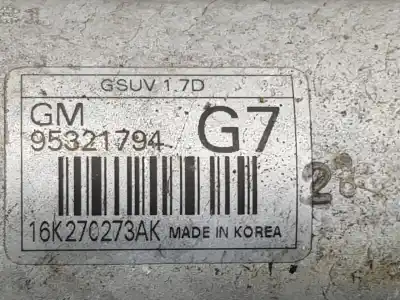 GSUV 1.7D
GM
95321794 G7
16K270273AK MADE IN KOREA